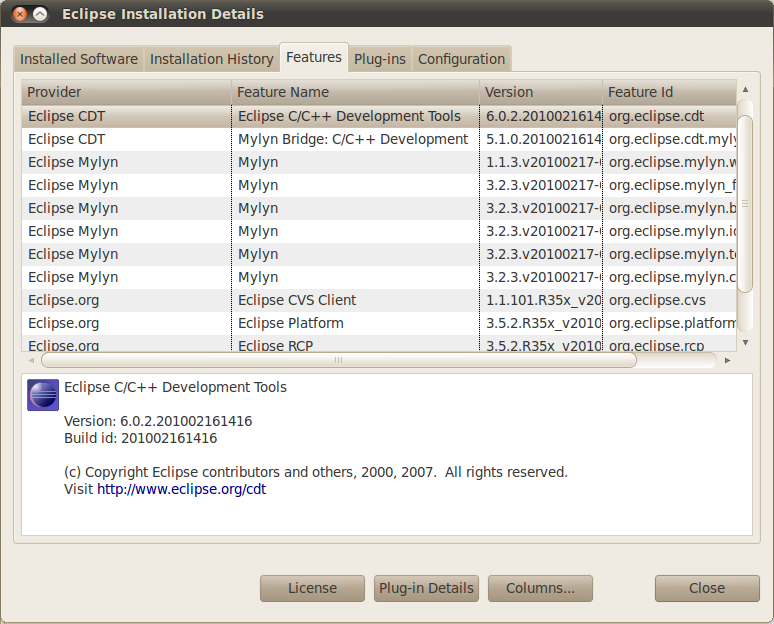 Eclipse Installation Details
Installed Software Installation History Features Plug-ins Configuration
Provider Feature Name Version Feature Id
Eclipse CDT Eclipse C/C++ Development Tools 6.0.2.2010021614 org.eclipse.cdt
Eclipse CDT Mylyn Bridge: C/C++ Development 5.1.0.2010021614 org.eclipse.cdt.myly
Eclipse Mylyn Mylyn 1.1.3.v20100217- org.eclipse.mylyn.w
Eclipse Mylyn Mylyn 3.2.3.v20100217- org.eclipse.mylyn_f
Eclipse Mylyn Mylyn 3.2.3.v20100217- org.eclipse.mylyn.b
Eclipse Mylyn Mylyn 3.2.3.v20100217- org.eclipse.mylyn.id
Eclipse Mylyn Mylyn 3.2.3.v20100217- org.eclipse.mylyn.t
Eclipse Mylyn Mylyn 3.2.3.v20100217- org.eclipse.mylyn.c
Eclipse.org Eclipse CVS Client 1.1.101.R35x_v20 org.eclipse.cvs
Eclipse.org Eclipse Platform 3.5.2.R35x_v2010 org.eclipse.platform
Eclipse.org Eclipse RCP 3.5.2.R35x_v2010 org.eclipse.rcp
Eclipse C/C++ Development Tools
Version: 6.0.2.201002161416
Build id: 201002161416
(c) Copyright Eclipse contributors and others, 2000, 2007. All rights reserved.
Visit http://www.eclipse.org/cdt
License Plug-in Details Columns... Close